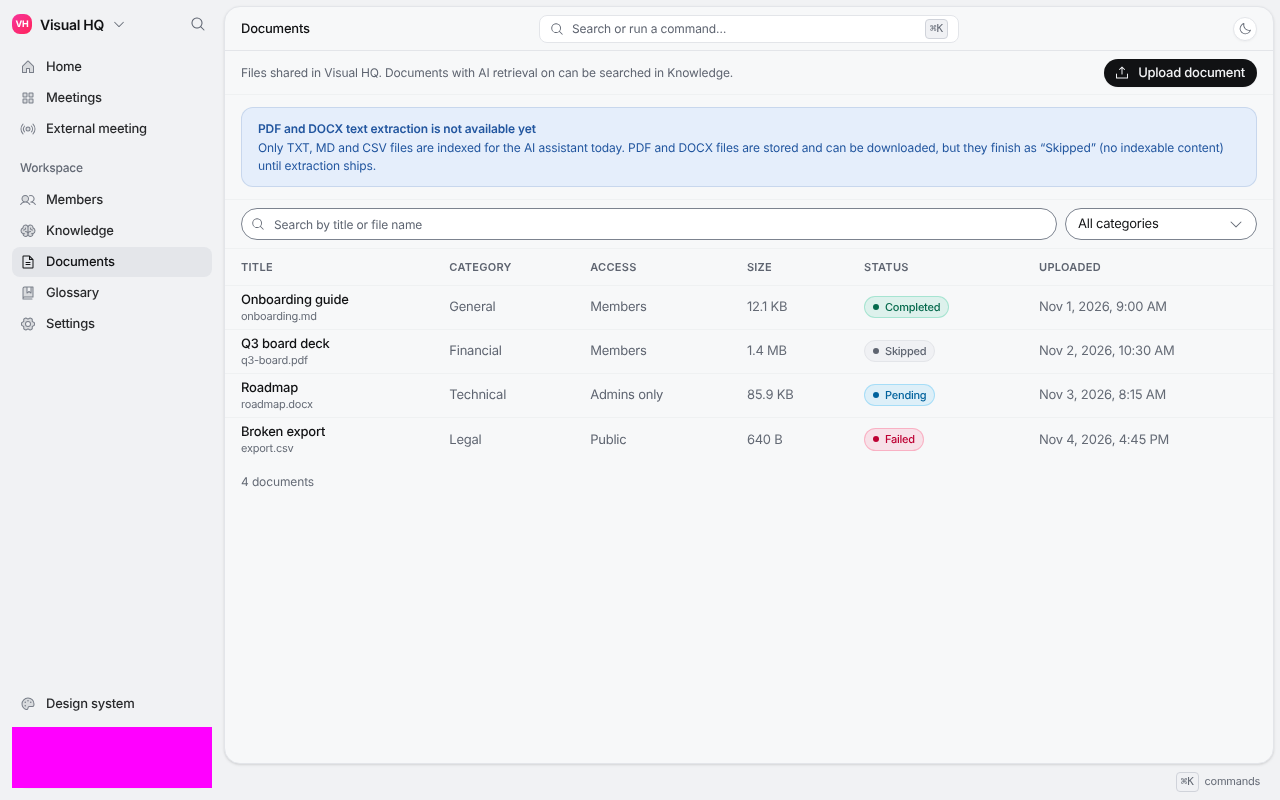 VH Visual HQ
Home
Meetings
External meeting
Workspace
Members
Knowledge
Documents
Glossary
Settings
Design system
Documents
Search or run a command...
⌘K
Files shared in Visual HQ. Documents with AI retrieval on can be searched in Knowledge.
Upload document
PDF and DOCX text extraction is not available yet
Only TXT, MD and CSV files are indexed for the AI assistant today. PDF and DOCX files are stored and can be downloaded, but they finish as “Skipped” (no indexable content)
until extraction ships.
Search by title or file name
All categories
TITLE CATEGORY ACCESS SIZE STATUS UPLOADED
Onboarding guide
onboarding.md
General Members 12.1 KB Completed Nov 1, 2026, 9:00 AM
Q3 board deck
q3-board.pdf
Financial Members 1.4 MB Skipped Nov 2, 2026, 10:30 AM
Roadmap
roadmap.docx
Technical Admins only 85.9 KB Pending Nov 3, 2026, 8:15 AM
Broken export
export.csv
Legal Public 640 B Failed Nov 4, 2026, 4:45 PM
4 documents
⌘K commands